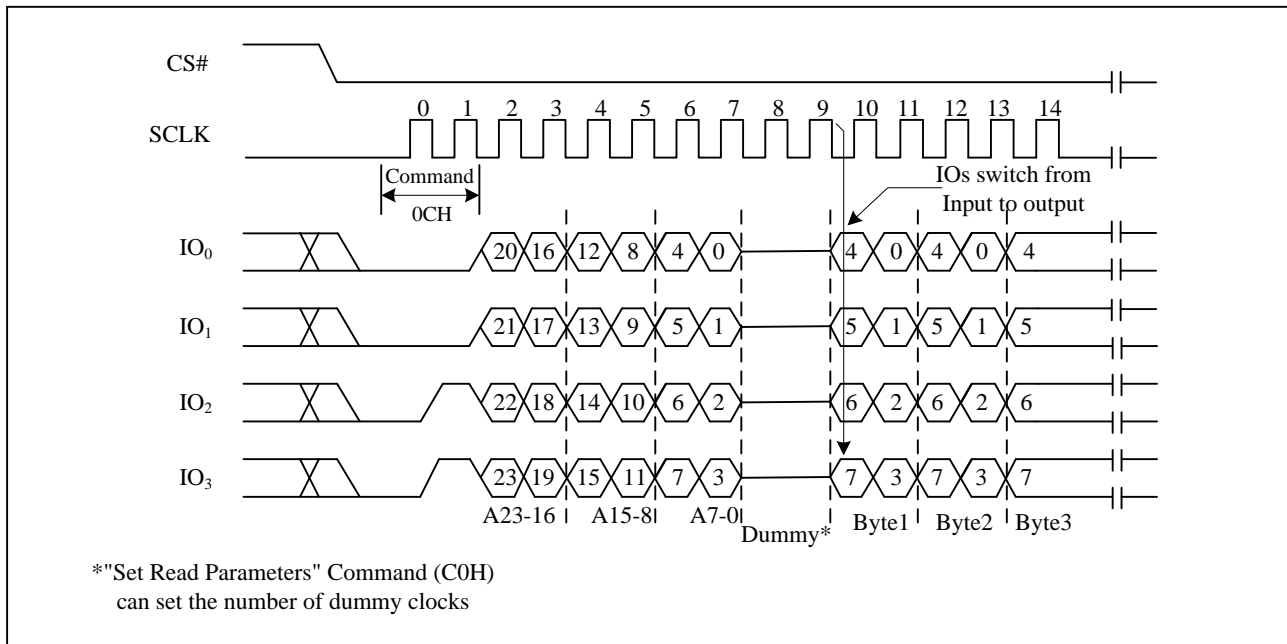 CS#
0 1 2 3 4 5 6 7 8 9 10 11 12 13 14
SCLK
Command
0CH
IOs switch from
Input to output
IO0 20 16 12 8 4 0 4 0 4 0 4
IO1 21 17 13 9 5 1 5 1 5 1 5
IO2 22 18 14 10 6 2 6 2 6 2 6
IO3 23 19 15 11 7 3 7 3 7 3 7
A23-16 A15-8 A7-0 Dummy* Byte1 Byte2 Byte3
*"Set Read Parameters" Command (C0H)
can set the number of dummy clocks